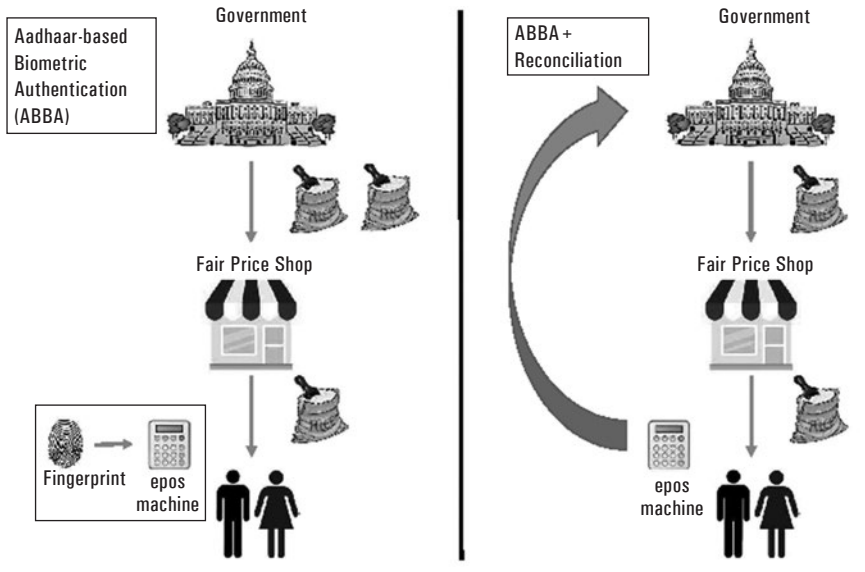 Aadhaar-based
Biometric
Authentication
(ABBA)
Government
Fair Price Shop
Fingerprint
epos
machine
ABBA +
Reconciliation
Government
Fair Price Shop
epos
machine